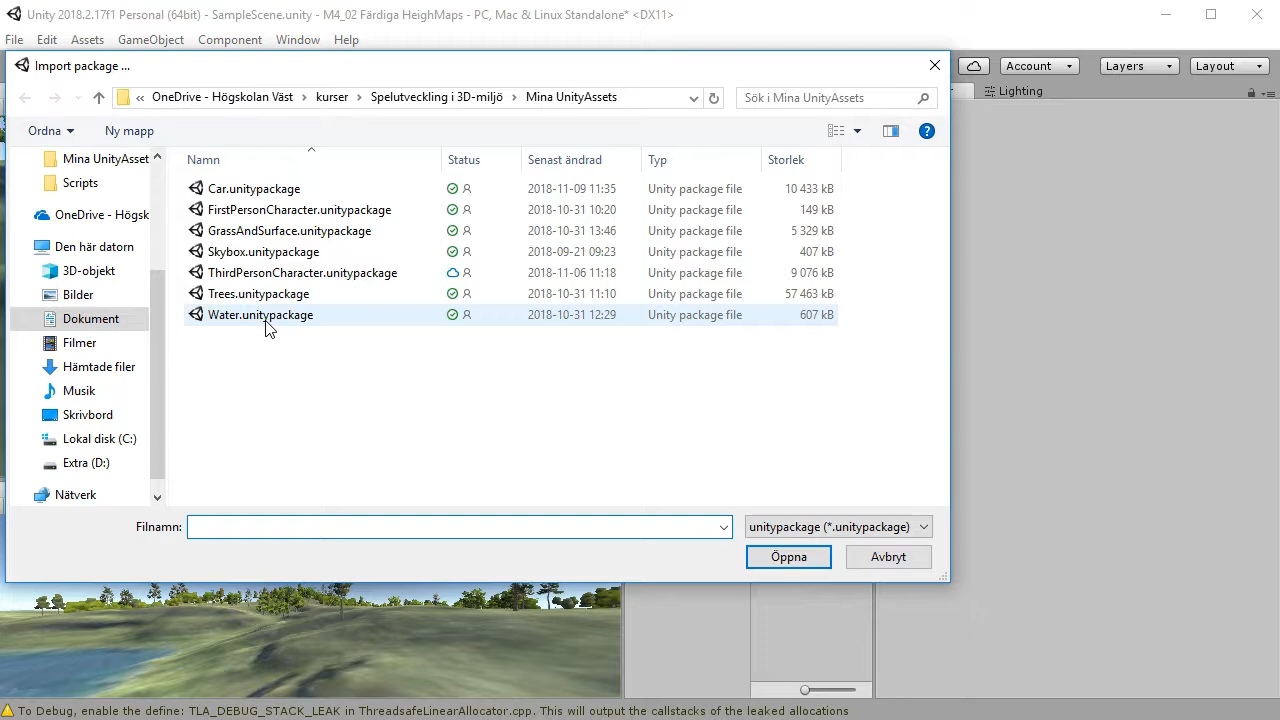 Unity 2018.2.17f1 Personal (64bit) - SampleScene.unity - M4_02 Färdiga HeighMaps - PC, Mac & Linux Standalone* <DX11>
File Edit Assets GameObject Component Window Help
Import package ...
Account Layers Layout
« OneDrive - Högskolan Väst > kurser > Spelutveckling i 3D-miljö > Mina UnityAssets
Sök i Mina UnityAssets
Lighting
Ordna Ny mapp
Namn Status Senast ändrad Typ Storlek
Mina UnityAsset
Scripts
OneDrive - Högsk
Den här datorn
3D-objekt
Bilder
Dokument
Filmer
Hämtade filer
Musik
Skrivbord
Lokal disk (C:)
Extra (D:)
Nätverk
Car.unitypackage 2018-11-09 11:35 Unity package file 10 433 kB
FirstPersonCharacter.unitypackage 2018-10-31 10:20 Unity package file 149 kB
GrassAndSurface.unitypackage 2018-10-31 13:46 Unity package file 5 329 kB
Skybox.unitypackage 2018-09-21 09:23 Unity package file 407 kB
ThirdPersonCharacter.unitypackage 2018-11-06 11:18 Unity package file 9 076 kB
Trees.unitypackage 2018-10-31 11:10 Unity package file 57 463 kB
Water.unitypackage 2018-10-31 12:29 Unity package file 607 kB
Filnamn:
unitypackage (*.unitypackage)
Öppna Avbryt
To Debug, enable the define: TLA_DEBUG_STACK_LEAK in ThreadsafeLinearAllocator.cpp. This will output the callstacks of the leaked allocations